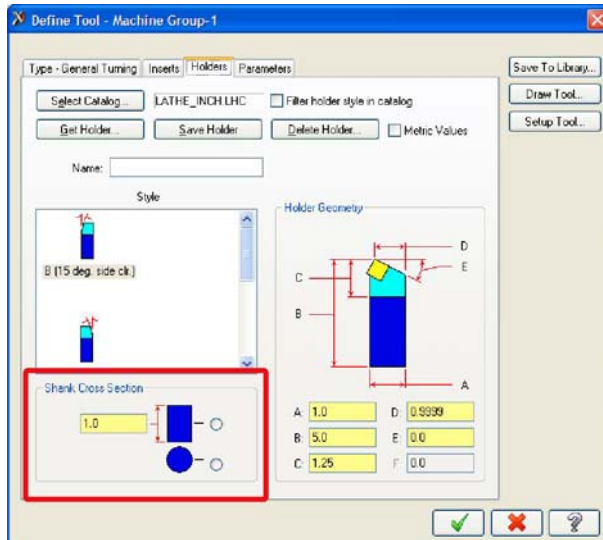 Define Tool - Machine Group-1
Type - General Turning Inserts Holders Parameters
Save To Library...
Select Catalog... LATHE_INCH.LHC Filter holder style in catalog
Draw Tool...
Get Holder... Save Holder Delete Holder... Metric Values
Setup Tool...
Name:
Style
Holder Geometry
B (15 deg. side clr.)
D
E
C
B
A
Shank Cross Section
1.0
A: 1.0 D: 0.9999
B: 5.0 E: 0.0
C: 1.25 F: 0.0
?